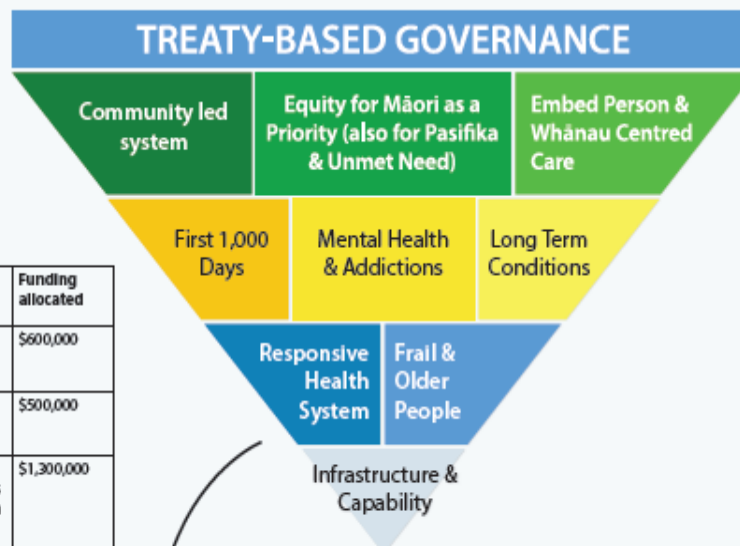 TREATY-BASED GOVERNANCE
Community led
system
Equity for Māori as a
Priority (also for Pasifika
& Unmet Need)
Embed Person &
Whānau Centred
Care
First 1,000
Days
Mental Health
& Addictions
Long Term
Conditions
Responsive
Health
System
Frail &
Older
People
Infrastructure &
Capability
Funding
allocated
$600,000
$500,000
$1,300,000